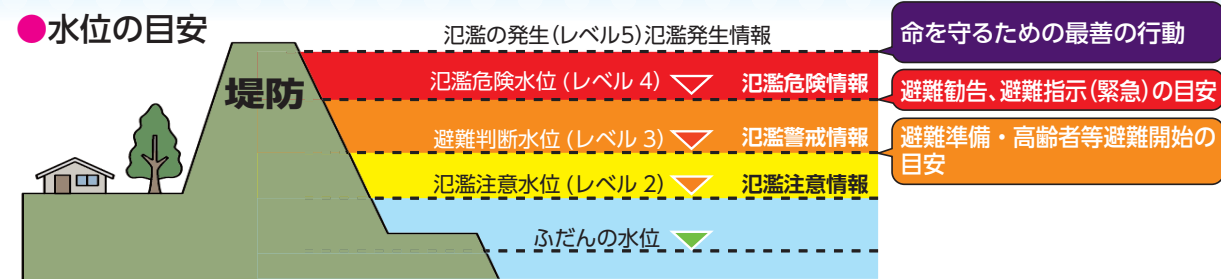 ●水位の目安
氾濫の発生(レベル5)氾濫発生情報
命を守るための最善の行動
堤防
氾濫危険水位(レベル 4) 氾濫危険情報
避難勧告、避難指示(緊急)の目安
避難判断水位(レベル 3) 氾濫警戒情報
避難準備・高齢者等避難開始の
目安
氾濫注意水位(レベル 2) 氾濫注意情報
ふだんの水位